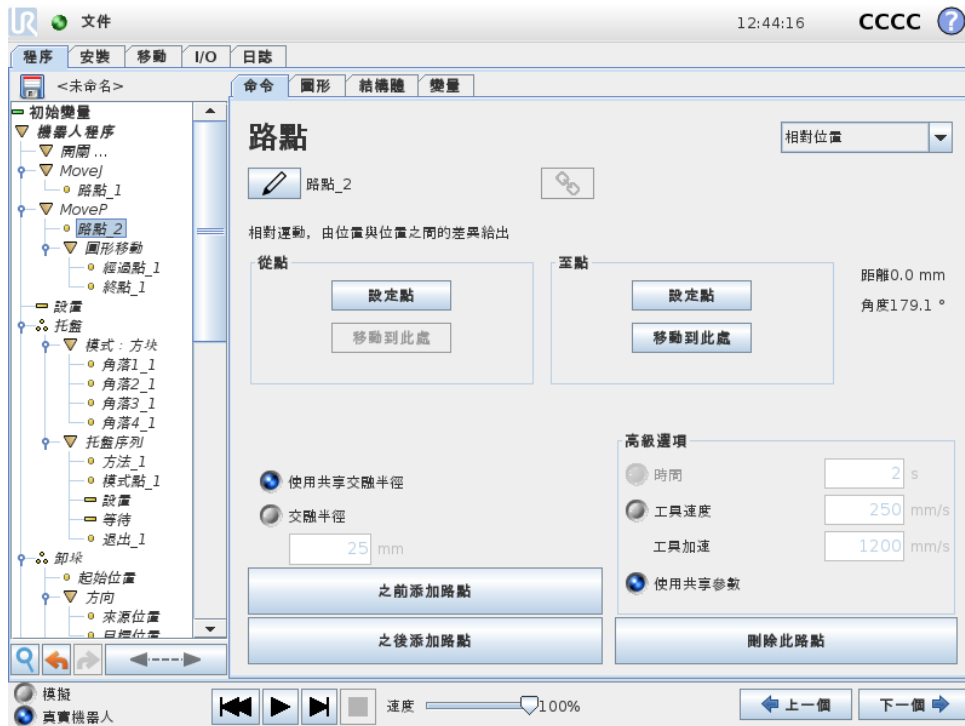 UR 文件 12:44:16 CCCC ?
程序 安裝 移動 I/O 日誌
<未命名>
初始變量
機器人程序
開關 ...
MoveJ
路點_1
MoveP
路點_2
圓形移動
經過點_1
終點_1
設置
托盤
模式：方块
角落1_1
角落2_1
角落3_1
角落4_1
托盤序列
方法_1
模式點_1
設置
等待
退出_1
卸垛
起始位置
方向
來源位置
目標位置
命令 圖形 結構體 變量
路點
相對位置
路點_2
相對運動，由位置與位置之間的差異給出
從點
設定點
移動到此處
至點
設定點
移動到此處
距離0.0 mm
角度179.1 °
使用共享交融半徑
交融半徑
25 mm
高級選項
時間 2 s
工具速度 250 mm/s
工具加速 1200 mm/s
使用共享參數
之前添加路點
之後添加路點
刪除此路點
模擬
真實機器人
速度 100%
上一個
下一個